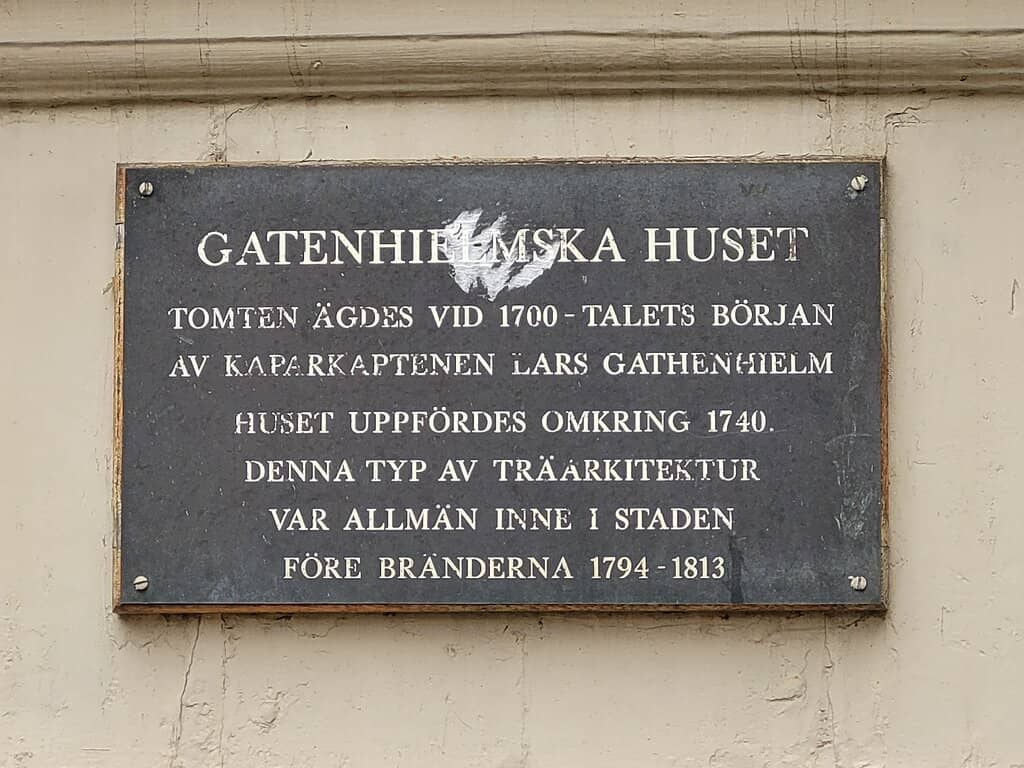 GATENHIELMSKA HUSET
TOMTEN ÄGDES VID 1700-TALETS BÖRJAN
AV KAPARKAPTENEN LARS GATHENHIELM
HUSET UPPFÖRDES OMKRING 1740.
DENNA TYP AV TRÄARKITEKTUR
VAR ALLMÄN INNE I STADEN
FÖRE BRÄNDERNA 1794-1813